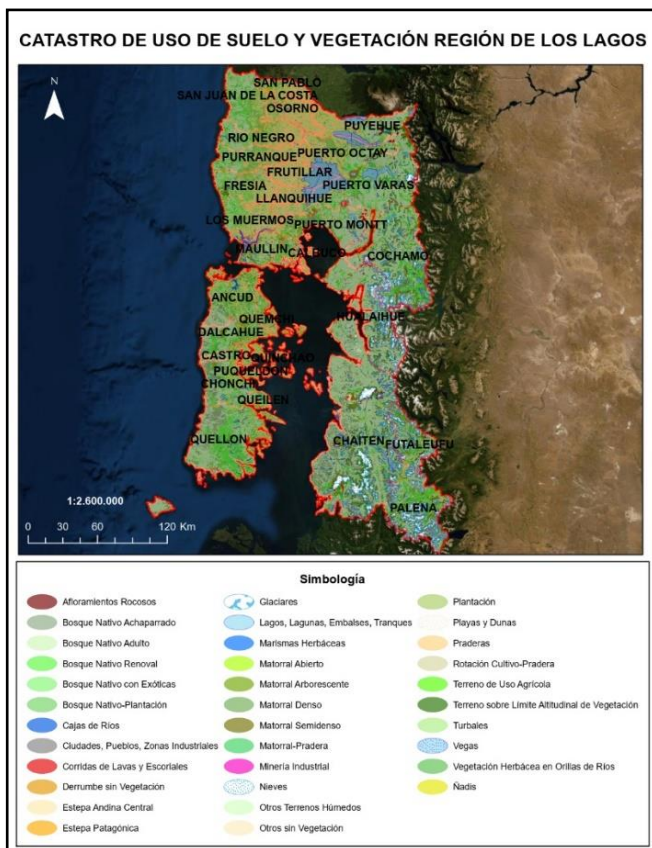 CATASTRO DE USO DE SUELO Y VEGETACIÓN REGIÓN DE LOS LAGOS
N
SAN PABLO
SAN JUAN DE LA COSTA
OSORNO
PUYEHUE
RIO NEGRO
PURRANQUE
PUERTO OCTAY
FRUTILLAR
FRESIA
PUERTO VARAS
LLANQUIHUE
LOS MUERMOS
PUERTO MONTT
MAULLIN
CALBUCO
COCHAMO
ANCUD
QUEMCHI
HUALAIHUE
DALCAHUE
CASTRO
QUINCHAO
PUQUELDON
CHONCHI
QUEILEN
QUELLON
CHAITEN
FUTALEUFU
PALENA
1:2.600.000
0 30 60 120 Km
Simbología
Afloramientos Rocosos
Bosque Nativo Achaparrado
Bosque Nativo Adulto
Bosque Nativo Renoval
Bosque Nativo con Exóticas
Bosque Nativo-Plantación
Cajas de Ríos
Ciudades, Pueblos, Zonas Industriales
Corridas de Lavas y Escoriales
Derrumbe sin Vegetación
Estepa Andina Central
Estepa Patagónica
Glaciares
Lagos, Lagunas, Embalses, Tranques
Marismas Herbáceas
Matorral Abierto
Matorral Arborescente
Matorral Denso
Matorral Semidenso
Matorral-Pradera
Minería Industrial
Nieves
Otros Terrenos Húmedos
Otros sin Vegetación
Plantación
Playas y Dunas
Praderas
Rotación Cultivo-Pradera
Terreno de Uso Agrícola
Terreno sobre Límite Altitudinal de Vegetación
Turbales
Vegas
Vegetación Herbácea en Orillas de Ríos
Ñadis